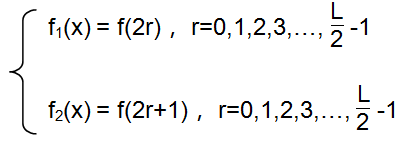 f₁(x) = f(2r) , r=0,1,2,3,…, L/2 -1
f₂(x) = f(2r+1) , r=0,1,2,3,…, L/2 -1